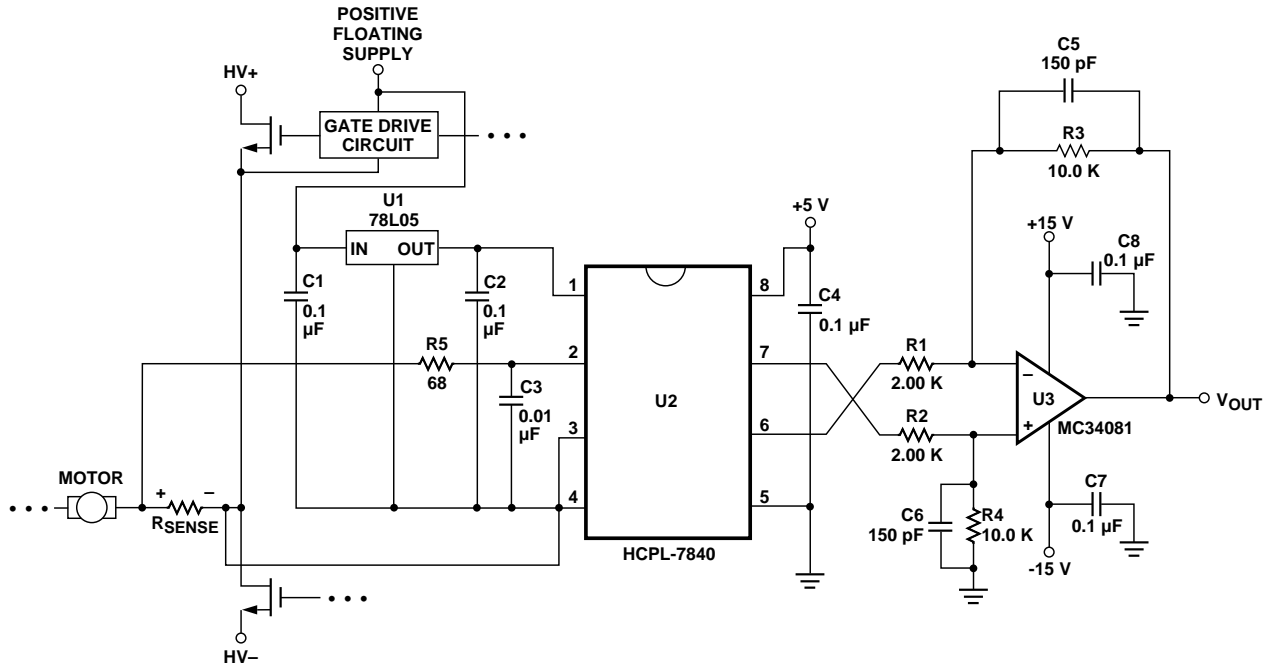 POSITIVE
FLOATING
SUPPLY
HV+
GATE DRIVE
CIRCUIT
• • •
U1
78L05
IN OUT
C1
0.1
µF
C2
0.1
µF
R5
68
C3
0.01
µF
MOTOR
• • •
+ −
RSENSE
HV−
• • •
1
2
3
4
8
7
6
5
U2
HCPL-7840
+5 V
C4
0.1 µF
R1
2.00 K
R2
2.00 K
C5
150 pF
R3
10.0 K
+15 V
C8
0.1 µF
−
U3
+
MC34081
VOUT
C6
150 pF
R4
10.0 K
C7
0.1 µF
-15 V